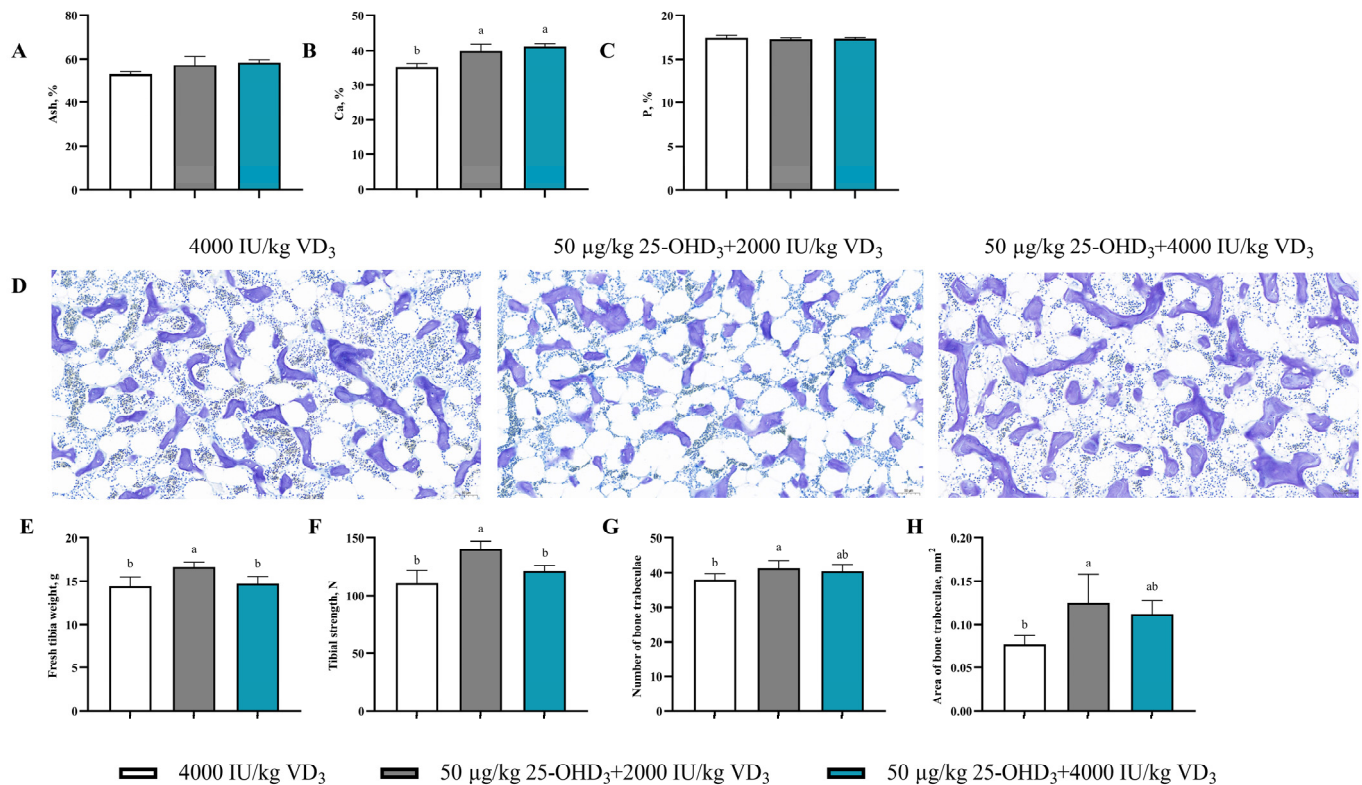 A
Ash, %
80
60
40
20
0
B
Ca, %
50
40
30
20
10
0
b
a
a
C
P, %
20
15
10
5
0
4000 IU/kg VD₃
50 µg/kg 25-OHD₃+2000 IU/kg VD₃
50 µg/kg 25-OHD₃+4000 IU/kg VD₃
D
E
Fresh tibia weight, g
20
15
10
5
0
b
a
b
F
Tibial strength, N
150
100
50
0
b
a
b
G
Number of bone trabeculae
50
40
30
20
10
0
b
a
ab
H
Area of bone trabeculae, mm²
0.20
0.15
0.10
0.05
0.00
b
a
ab
4000 IU/kg VD₃
50 µg/kg 25-OHD₃+2000 IU/kg VD₃
50 µg/kg 25-OHD₃+4000 IU/kg VD₃